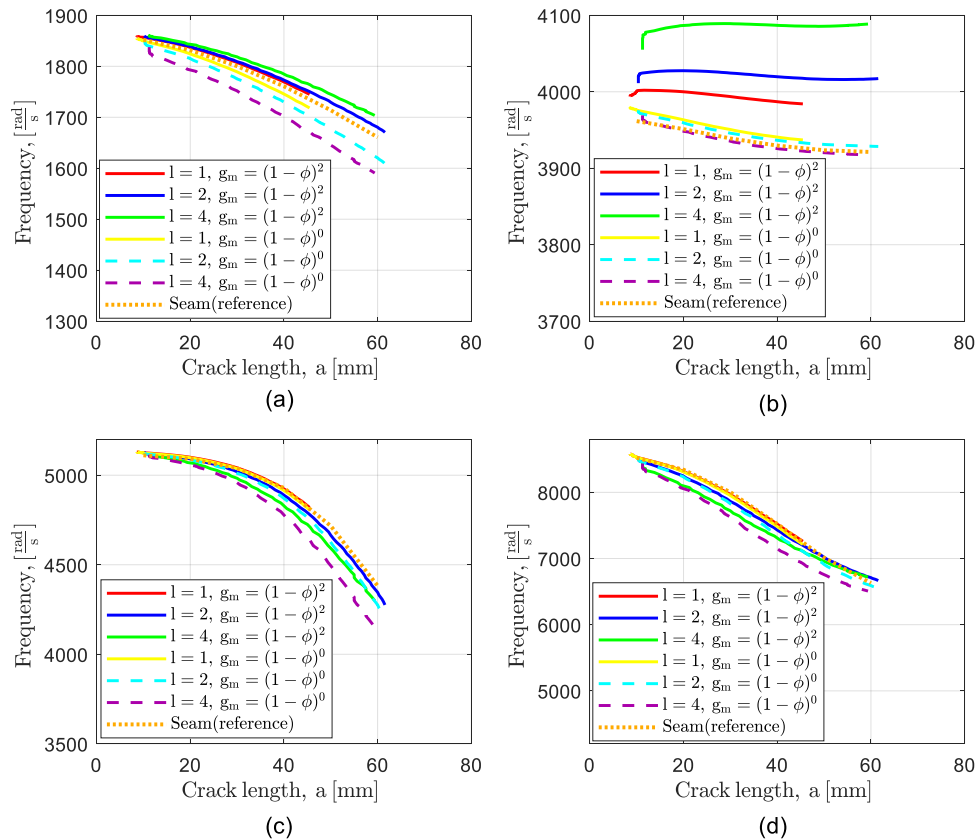 1900
1800
1700
1600
1500
1400
1300
Frequency, [rad/s]
l = 1, gₘ = (1 − ϕ)²
l = 2, gₘ = (1 − ϕ)²
l = 4, gₘ = (1 − ϕ)²
l = 1, gₘ = (1 − ϕ)⁰
l = 2, gₘ = (1 − ϕ)⁰
l = 4, gₘ = (1 − ϕ)⁰
Seam(reference)
0 20 40 60 80
Crack length, a [mm]
(a)
4100
4000
3900
3800
3700
Frequency, [rad/s]
l = 1, gₘ = (1 − ϕ)²
l = 2, gₘ = (1 − ϕ)²
l = 4, gₘ = (1 − ϕ)²
l = 1, gₘ = (1 − ϕ)⁰
l = 2, gₘ = (1 − ϕ)⁰
l = 4, gₘ = (1 − ϕ)⁰
Seam(reference)
0 20 40 60 80
Crack length, a [mm]
(b)
5000
4500
4000
3500
Frequency, [rad/s]
l = 1, gₘ = (1 − ϕ)²
l = 2, gₘ = (1 − ϕ)²
l = 4, gₘ = (1 − ϕ)²
l = 1, gₘ = (1 − ϕ)⁰
l = 2, gₘ = (1 − ϕ)⁰
l = 4, gₘ = (1 − ϕ)⁰
Seam(reference)
0 20 40 60 80
Crack length, a [mm]
(c)
8000
7000
6000
5000
Frequency, [rad/s]
l = 1, gₘ = (1 − ϕ)²
l = 2, gₘ = (1 − ϕ)²
l = 4, gₘ = (1 − ϕ)²
l = 1, gₘ = (1 − ϕ)⁰
l = 2, gₘ = (1 − ϕ)⁰
l = 4, gₘ = (1 − ϕ)⁰
Seam(reference)
0 20 40 60 80
Crack length, a [mm]
(d)